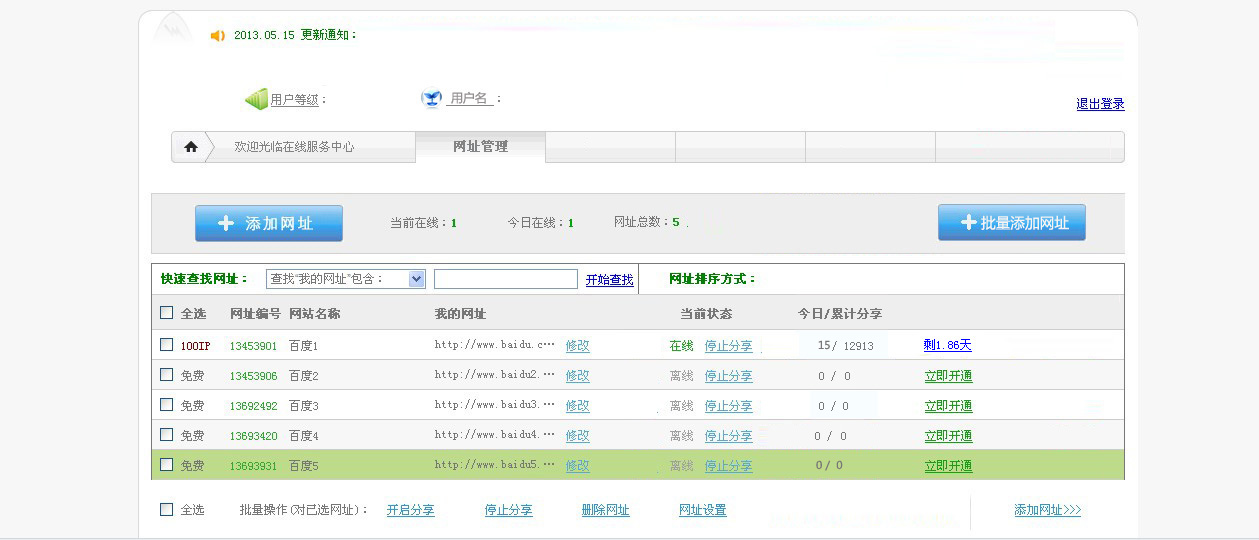 2013.05.15 更新通知：
用户等级： 用户名 ：
退出登录
欢迎光临在线服务中心 网址管理
添加网址 当前在线：1 今日在线：1 网址总数：5 . 批量添加网址
快速查找网址： 查找“我的网址”包含： 开始查找 网址排序方式：
全选 网址编号 网站名称 我的网址 当前状态 今日/累计分享
100IP 13453901 百度1 http://www.baidu.c… 修改 在线 停止分享 15/ 12913 剩1.86天
免费 13453906 百度2 http://www.baidu2.… 修改 离线 停止分享 0 / 0 立即开通
免费 13692492 百度3 http://www.baidu3.… 修改 离线 停止分享 0 / 0 立即开通
免费 13693420 百度4 http://www.baidu4.… 修改 离线 停止分享 0 / 0 立即开通
免费 13693931 百度5 http://www.baidu5.… 修改 离线 停止分享 0/ 0 立即开通
全选 批量操作(对已选网址)： 开启分享 停止分享 删除网址 网址设置 添加网址>>>